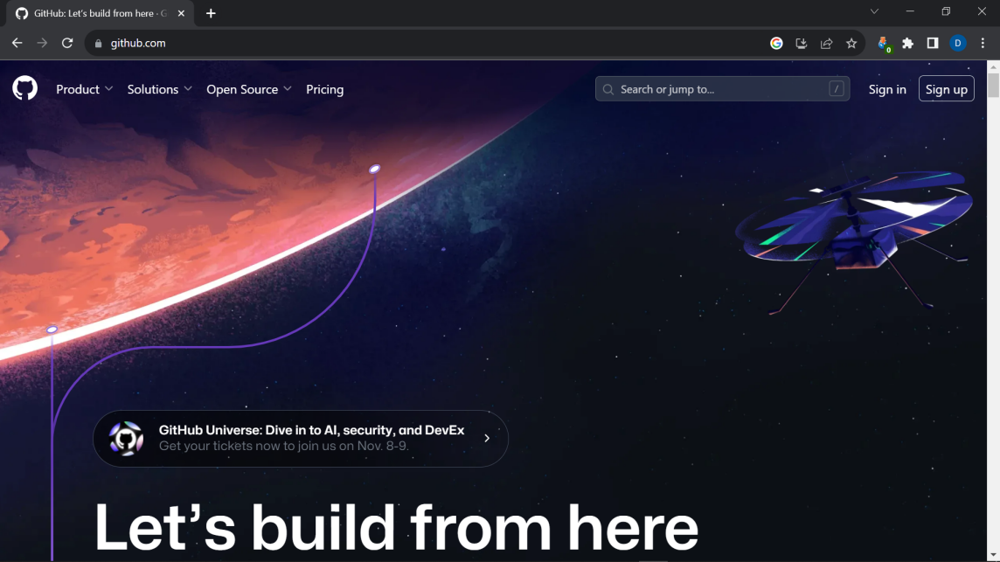 GitHub: Let's build from here · G
github.com
0
D
Product
Solutions
Open Source
Pricing
Search or jump to...
/
Sign in
Sign up
GitHub Universe: Dive in to AI, security, and DevEx
Get your tickets now to join us on Nov. 8-9.
Let's build from here